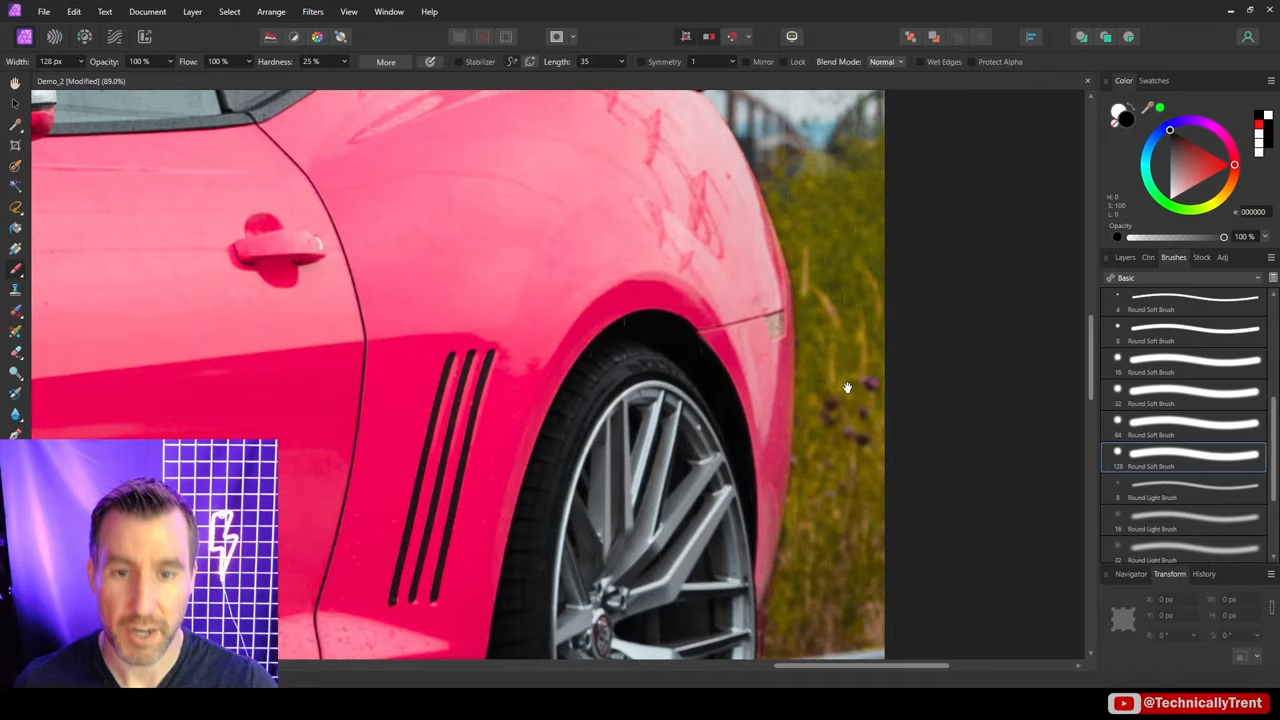 File Edit Text Document Layer Select Arrange Filters View Window Help
Width: 128 px Opacity: 100 % Flow: 100 % Hardness: 25 % More Stabilizer Length: 35 Symmetry 1 Mirror Lock Blend Mode: Normal Wet Edges Protect Alpha
Demo_2 [Modified] (89.0%)
Color Swatches
H: 0
S: 100
L: 0
#: 000000
Opacity
100 %
Layers Chn Brushes Stock Adj
Basic
4 Round Soft Brush
8 Round Soft Brush
16 Round Soft Brush
32 Round Soft Brush
64 Round Soft Brush
128 Round Soft Brush
8 Round Light Brush
16 Round Light Brush
32 Round Light Brush
Navigator Transform History
X: 0 px W: 0 px
Y: 0 px H: 0 px
R: 0 ° S: 0 °
@TechnicallyTrent